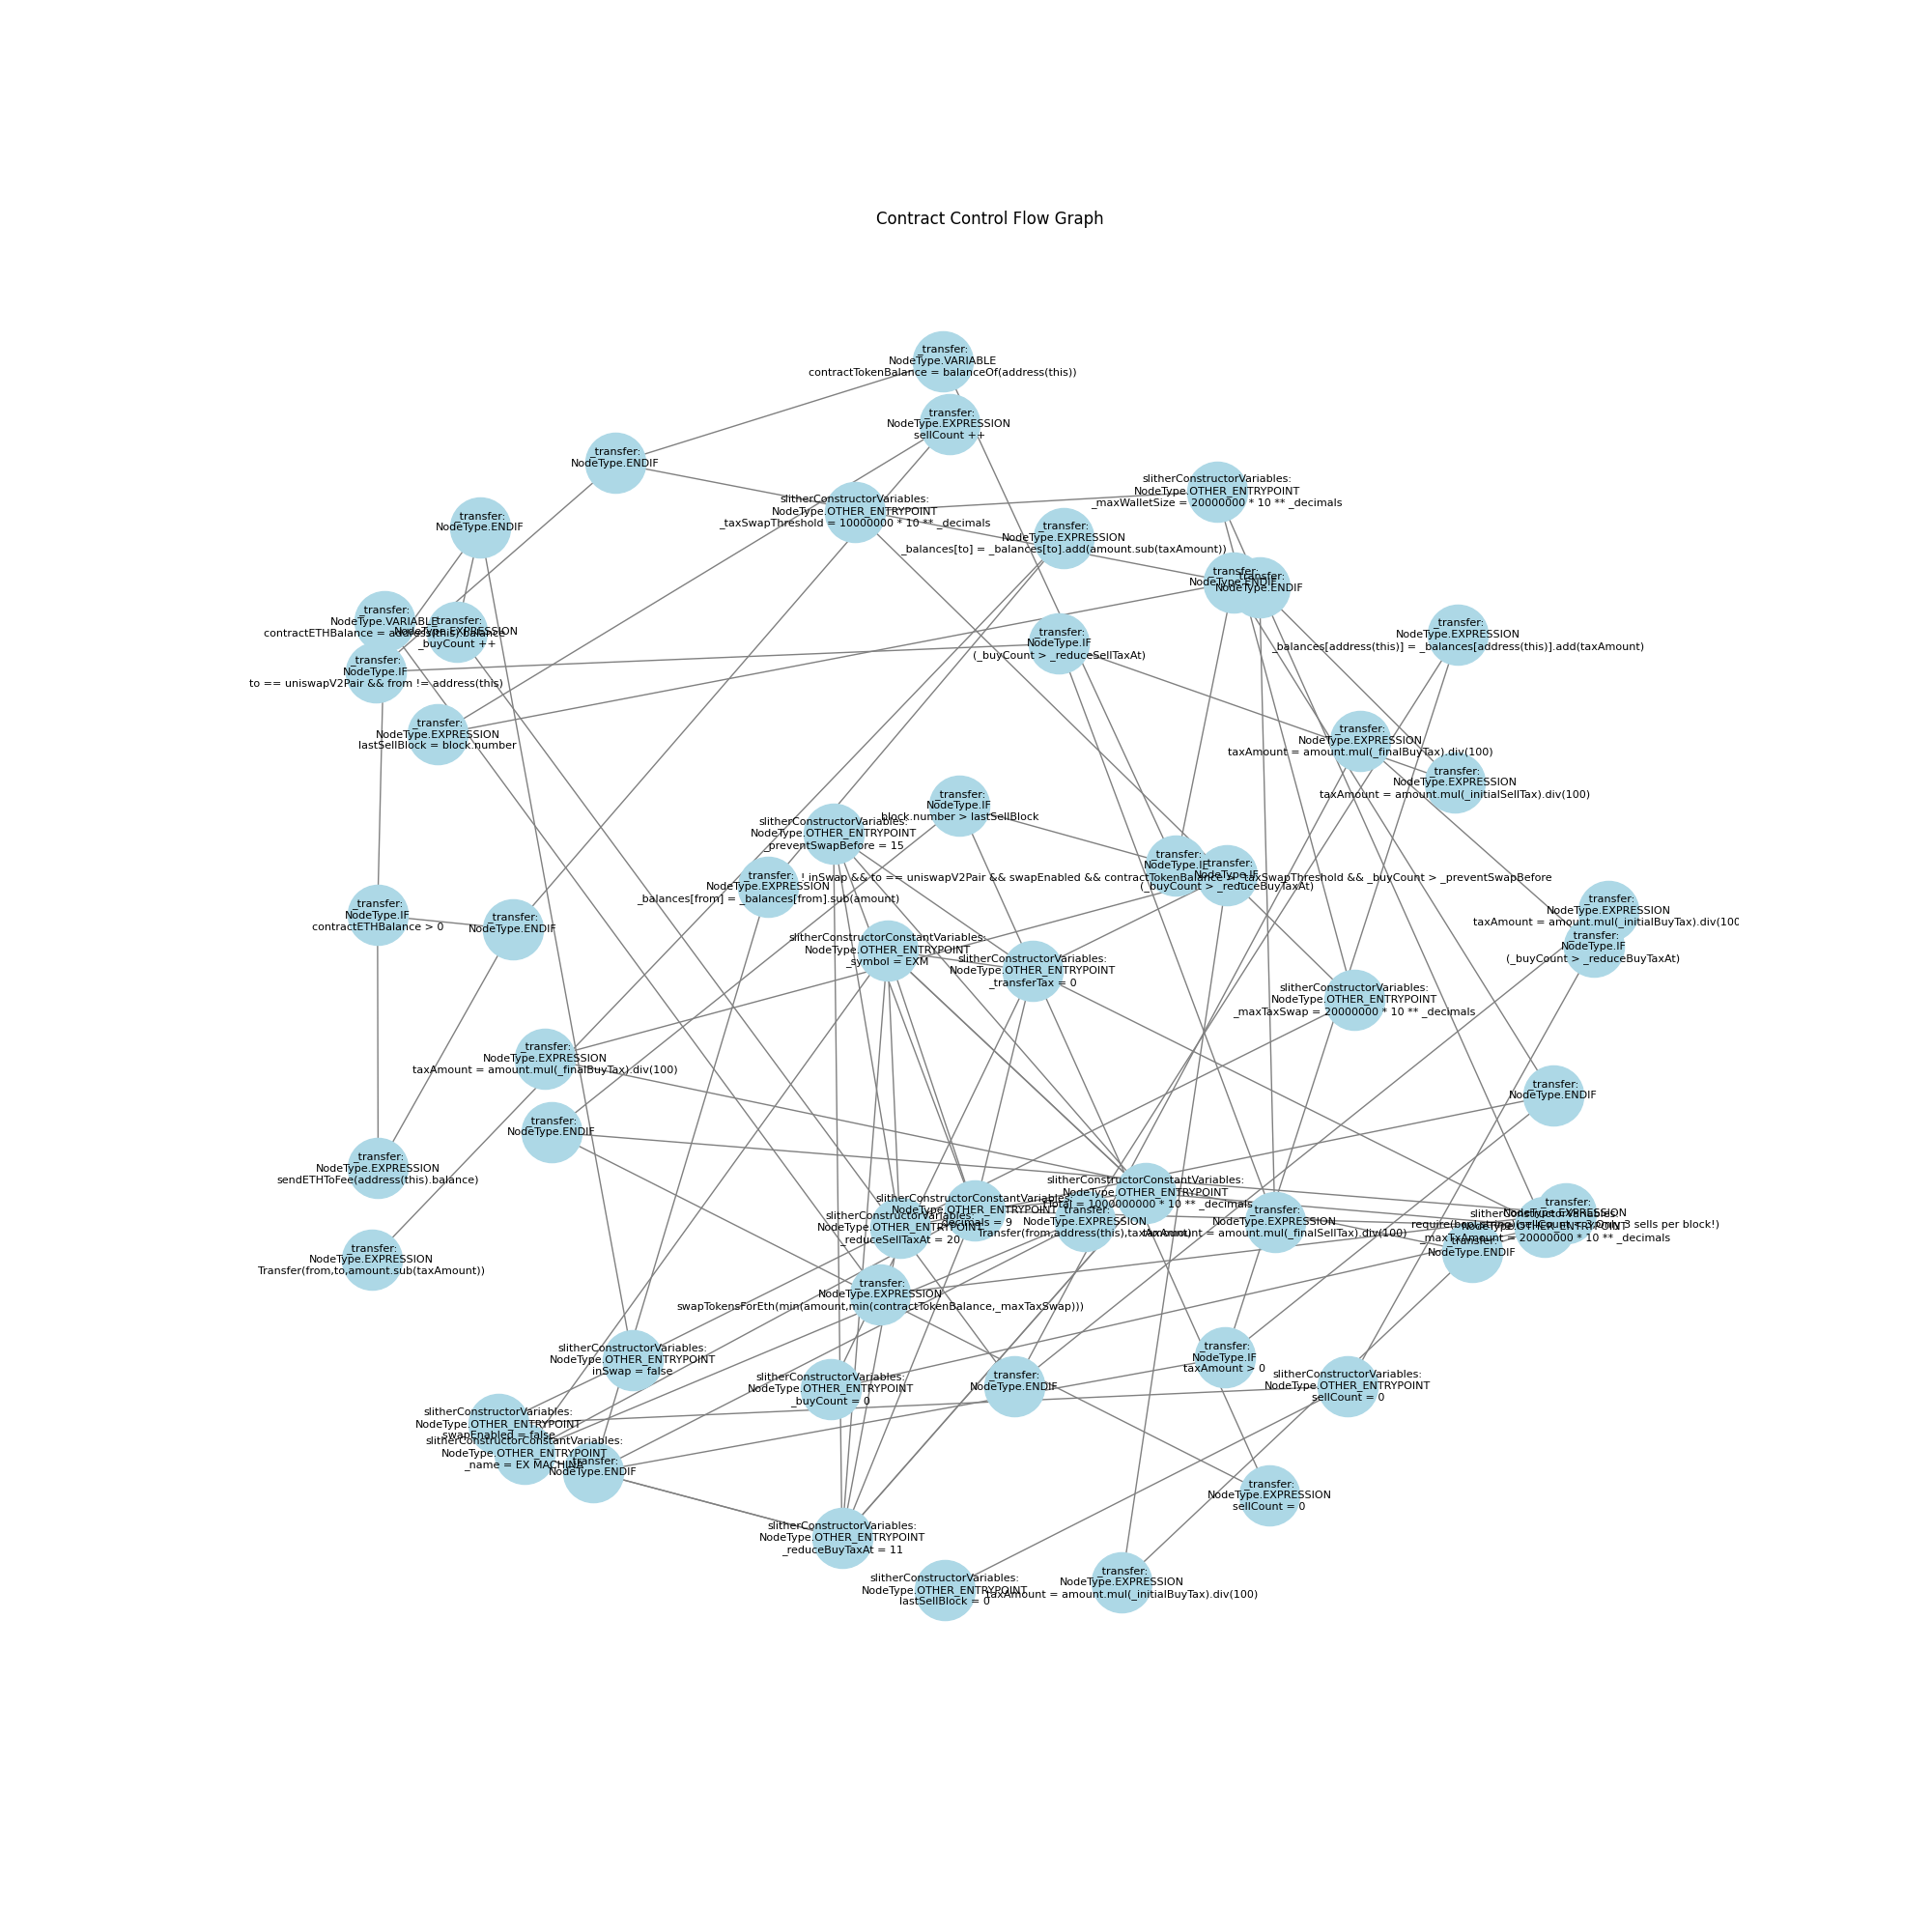 Contract Control Flow Graph
_transfer:
NodeType.VARIABLE
contractTokenBalance = balanceOf(address(this))
_transfer:
NodeType.EXPRESSION
sellCount ++
_transfer:
NodeType.ENDIF
slitherConstructorVariables:
NodeType.OTHER_ENTRYPOINT
_maxWalletSize = 20000000 * 10 ** _decimals
slitherConstructorVariables:
NodeType.OTHER_ENTRYPOINT
_taxSwapThreshold = 10000000 * 10 ** _decimals
_transfer:
NodeType.ENDIF
_transfer:
NodeType.EXPRESSION
_balances[to] = _balances[to].add(amount.sub(taxAmount))
_transfer:
NodeType.ENDIF
_transfer:
NodeType.ENDIF
_transfer:
NodeType.VARIABLE
contractETHBalance = address(this).balance
_transfer:
NodeType.EXPRESSION
_buyCount ++
_transfer:
NodeType.EXPRESSION
_balances[address(this)] = _balances[address(this)].add(taxAmount)
_transfer:
NodeType.IF
(_buyCount > _reduceSellTaxAt)
_transfer:
NodeType.IF
to == uniswapV2Pair && from != address(this)
_transfer:
NodeType.EXPRESSION
lastSellBlock = block.number
_transfer:
NodeType.EXPRESSION
taxAmount = amount.mul(_finalBuyTax).div(100)
_transfer:
NodeType.EXPRESSION
taxAmount = amount.mul(_initialSellTax).div(100)
_transfer:
NodeType.IF
block.number > lastSellBlock
slitherConstructorVariables:
NodeType.OTHER_ENTRYPOINT
_preventSwapBefore = 15
_transfer:
NodeType.IF
! inSwap && to == uniswapV2Pair && swapEnabled && contractTokenBalance > _taxSwapThreshold && _buyCount > _preventSwapBefore
_transfer:
NodeType.IF
(_buyCount > _reduceBuyTaxAt)
_transfer:
NodeType.EXPRESSION
_balances[from] = _balances[from].sub(amount)
_transfer:
NodeType.IF
contractETHBalance > 0
_transfer:
NodeType.ENDIF
_transfer:
NodeType.EXPRESSION
taxAmount = amount.mul(_initialBuyTax).div(100
_transfer:
NodeType.IF
(_buyCount > _reduceBuyTaxAt)
slitherConstructorConstantVariables:
NodeType.OTHER_ENTRYPOINT
_symbol = EXM
slitherConstructorVariables:
NodeType.OTHER_ENTRYPOINT
_transferTax = 0
slitherConstructorVariables:
NodeType.OTHER_ENTRYPOINT
_maxTaxSwap = 20000000 * 10 ** _decimals
_transfer:
NodeType.EXPRESSION
taxAmount = amount.mul(_finalBuyTax).div(100)
_transfer:
NodeType.ENDIF
_transfer:
NodeType.ENDIF
_transfer:
NodeType.EXPRESSION
sendETHToFee(address(this).balance)
slitherConstructorConstantVariables:
NodeType.OTHER_ENTRYPOINT
_tTotal = 1000000000 * 10 ** _decimals
slitherConstructorConstantVariables:
NodeType.OTHER_ENTRYPOINT
_decimals = 9
slitherConstructorVariables:
NodeType.OTHER_ENTRYPOINT
_reduceSellTaxAt = 20
_transfer:
NodeType.EXPRESSION
Transfer(from,address(this),taxAmount)
_transfer:
NodeType.EXPRESSION
taxAmount = amount.mul(_finalSellTax).div(100)
_transfer:
NodeType.EXPRESSION
require(bool,string)(sellCount < 3,Only 3 sells per block!)
slitherConstructorVariables:
NodeType.OTHER_ENTRYPOINT
_maxTxAmount = 20000000 * 10 ** _decimals
_transfer:
NodeType.ENDIF
_transfer:
NodeType.EXPRESSION
Transfer(from,to,amount.sub(taxAmount))
_transfer:
NodeType.EXPRESSION
swapTokensForEth(min(amount,min(contractTokenBalance,_maxTaxSwap)))
slitherConstructorVariables:
NodeType.OTHER_ENTRYPOINT
inSwap = false
_transfer:
NodeType.IF
taxAmount > 0
slitherConstructorVariables:
NodeType.OTHER_ENTRYPOINT
_buyCount = 0
_transfer:
NodeType.ENDIF
slitherConstructorVariables:
NodeType.OTHER_ENTRYPOINT
sellCount = 0
slitherConstructorVariables:
NodeType.OTHER_ENTRYPOINT
swapEnabled = false
slitherConstructorConstantVariables:
NodeType.OTHER_ENTRYPOINT
_name = EX MACHINA
_transfer:
NodeType.ENDIF
_transfer:
NodeType.EXPRESSION
sellCount = 0
slitherConstructorVariables:
NodeType.OTHER_ENTRYPOINT
_reduceBuyTaxAt = 11
slitherConstructorVariables:
NodeType.OTHER_ENTRYPOINT
lastSellBlock = 0
_transfer:
NodeType.EXPRESSION
taxAmount = amount.mul(_initialBuyTax).div(100)